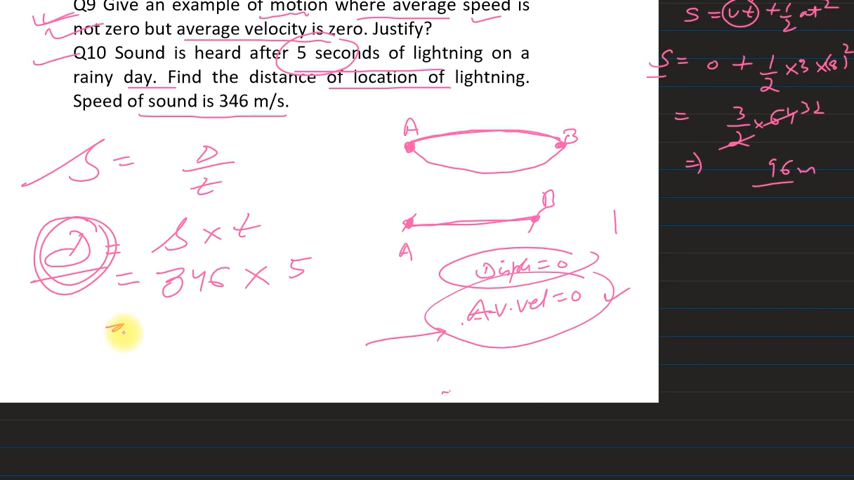 Q9 Give an example of motion where average speed is
not zero but average velocity is zero. Justify?
Q10 Sound is heard after 5 seconds of lightning on a
rainy day. Find the distance of location of lightning.
Speed of sound is 346 m/s.
S = D/t
D = S × t
= 346 × 5
=
A B
A B
Disp = 0
Av. vel = 0
S = ut + 1/2 at²
S = 0 + 1/2 × 3 × (8)²
= 3/2 × 64 32
⇒ 96 m